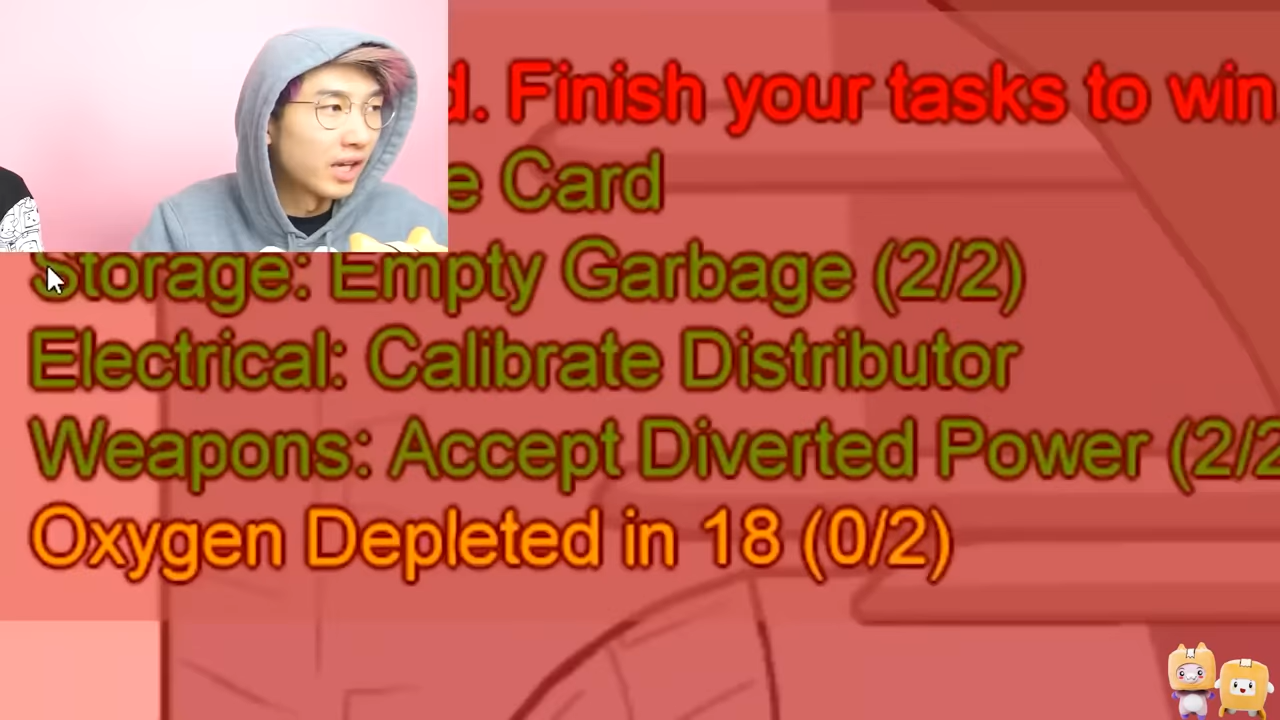 d. Finish your tasks to win
e Card
Storage: Empty Garbage (2/2)
Electrical: Calibrate Distributor
Weapons: Accept Diverted Power (2/2
Oxygen Depleted in 18 (0/2)